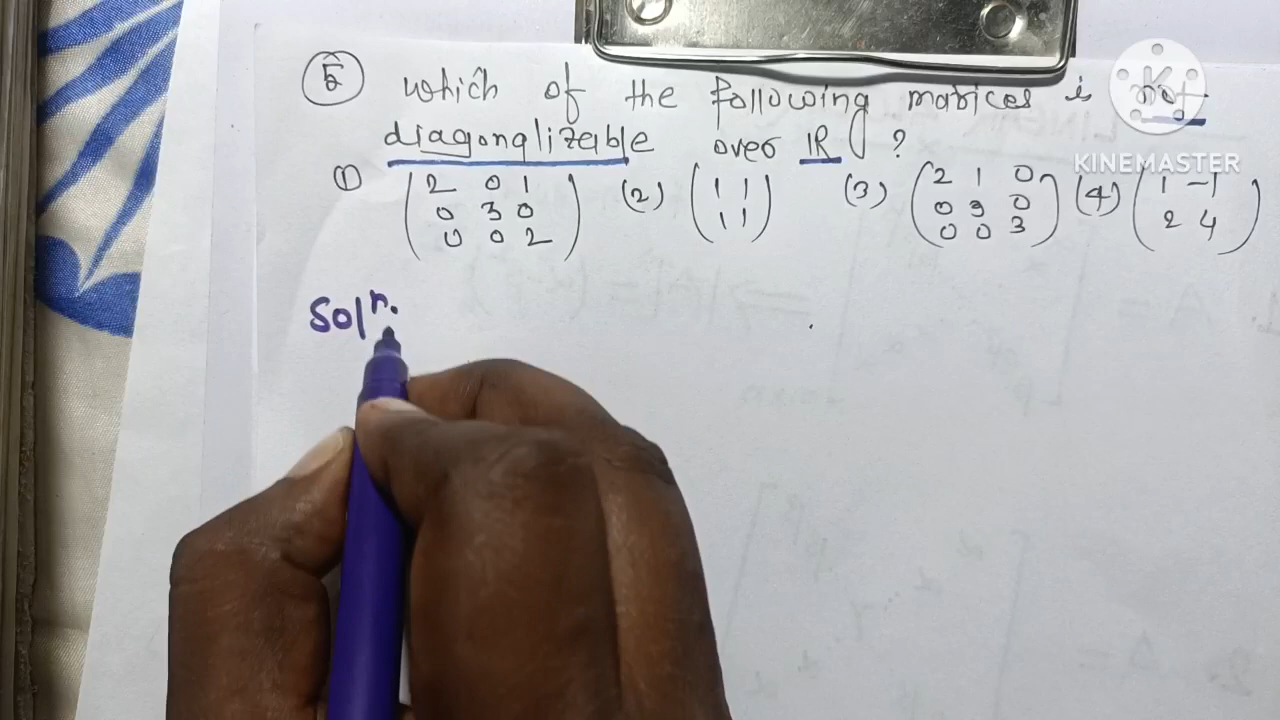 5 which of the following matrices is not
diagonalizable over IR ?
KINEMASTER
(1) (2 0 1 (2) (1 1 (3) (2 1 0 (4) (1 -1
0 3 0 1 1) 0 3 0 2 4)
0 0 2) 0 0 3)
Solⁿ.